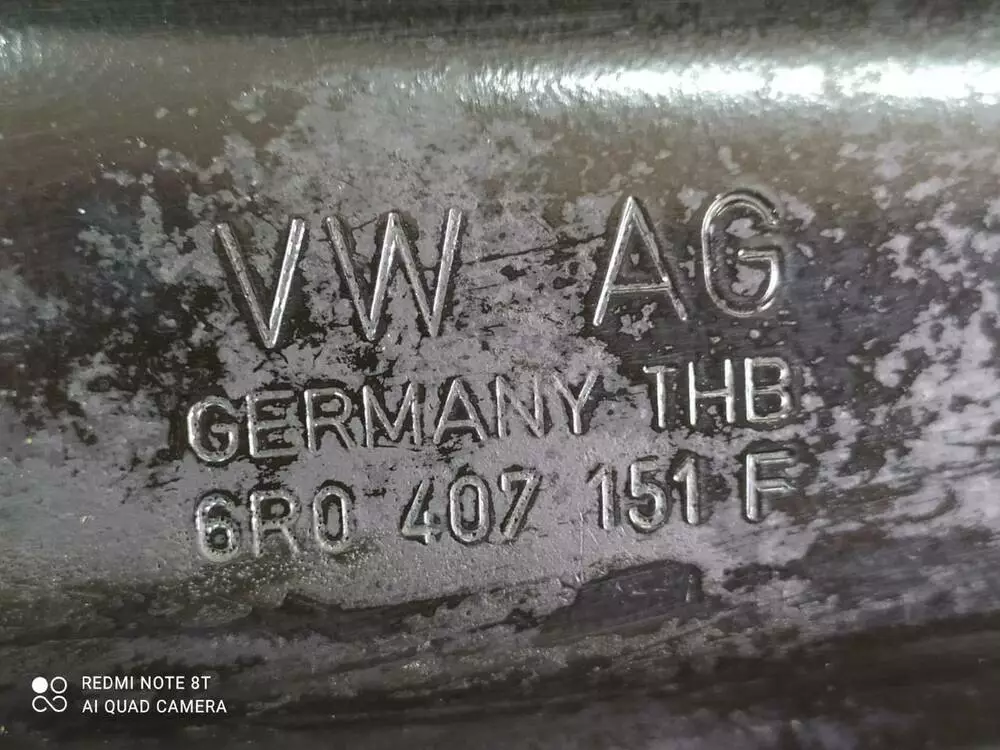 VW AG
GERMANY THB
6R0 407 151 F
REDMI NOTE 8T
AI QUAD CAMERA